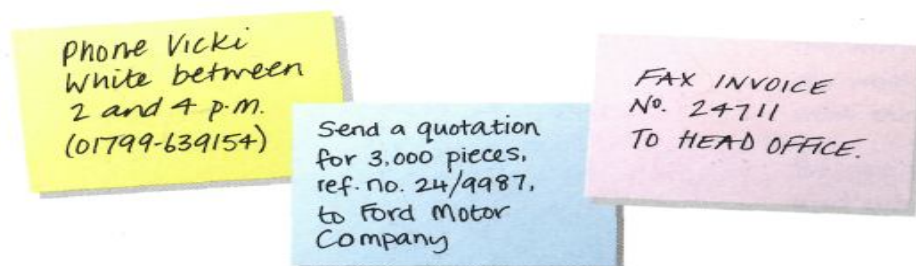 Phone Vicki
White between
2 and 4 p.m.
(01799-639154)
Send a quotation
for 3,000 pieces,
ref. no. 24/9987,
to Ford Motor
Company
FAX INVOICE
No. 24711
TO HEAD OFFICE.